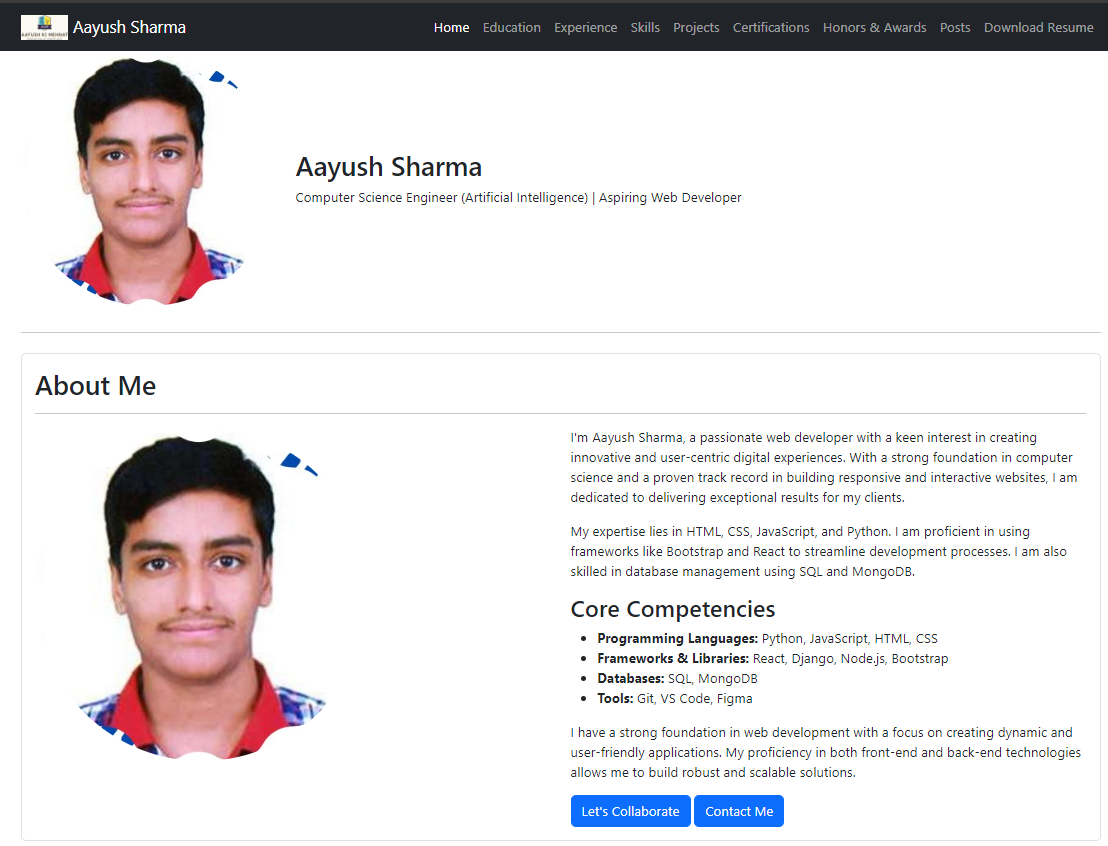 AAYUSH KI MEHNAT
Aayush Sharma
Home Education Experience Skills Projects Certifications Honors & Awards Posts Download Resume
Aayush Sharma
Computer Science Engineer (Artificial Intelligence) | Aspiring Web Developer
About Me
I'm Aayush Sharma, a passionate web developer with a keen interest in creating
innovative and user-centric digital experiences. With a strong foundation in computer
science and a proven track record in building responsive and interactive websites, I am
dedicated to delivering exceptional results for my clients.
My expertise lies in HTML, CSS, JavaScript, and Python. I am proficient in using
frameworks like Bootstrap and React to streamline development processes. I am also
skilled in database management using SQL and MongoDB.
Core Competencies
• Programming Languages: Python, JavaScript, HTML, CSS
• Frameworks & Libraries: React, Django, Node.js, Bootstrap
• Databases: SQL, MongoDB
• Tools: Git, VS Code, Figma
I have a strong foundation in web development with a focus on creating dynamic and
user-friendly applications. My proficiency in both front-end and back-end technologies
allows me to build robust and scalable solutions.
Let's Collaborate Contact Me